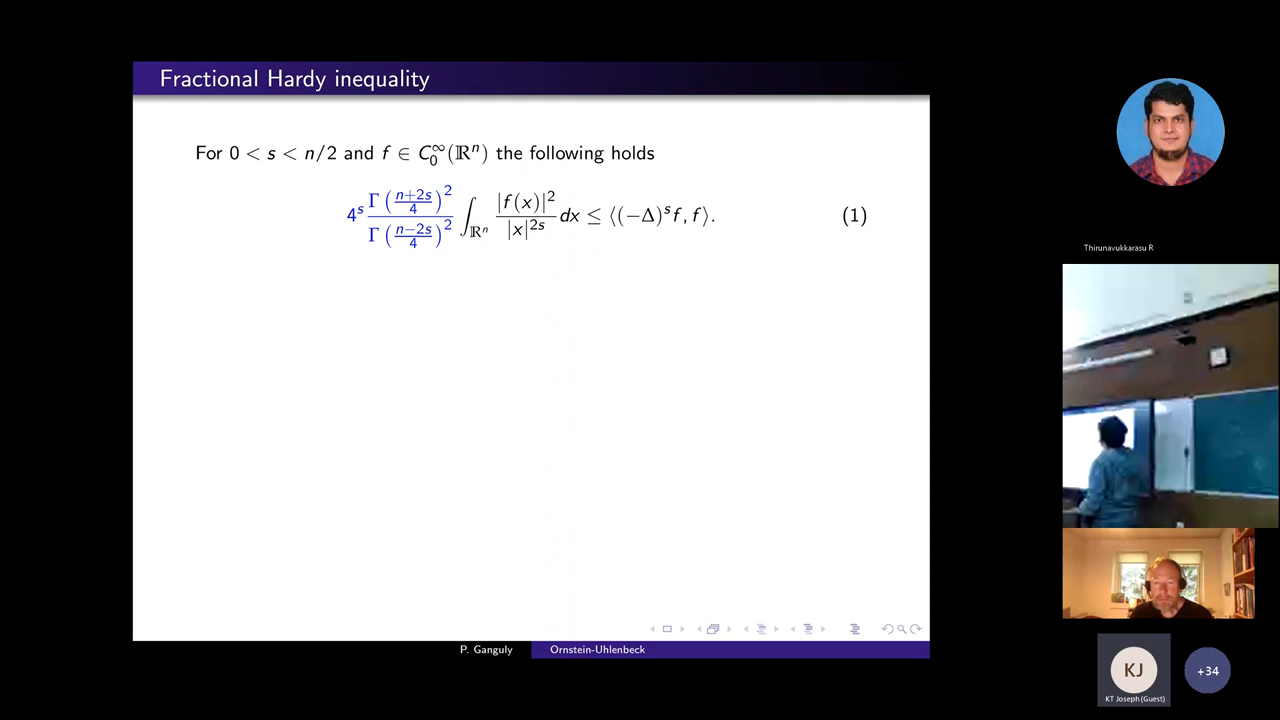 Fractional Hardy inequality
For 0 < s < n/2 and f ∈ C₀^∞(ℝⁿ) the following holds
4^s Γ((n+2s)/4)² / Γ((n−2s)/4)² ∫_{ℝⁿ} |f(x)|² / |x|^{2s} dx ≤ ⟨(−Δ)^s f, f⟩. (1)
Thirunavukkarasu R
P. Ganguly Ornstein-Uhlenbeck
KJ
+34
KT Joseph (Guest)